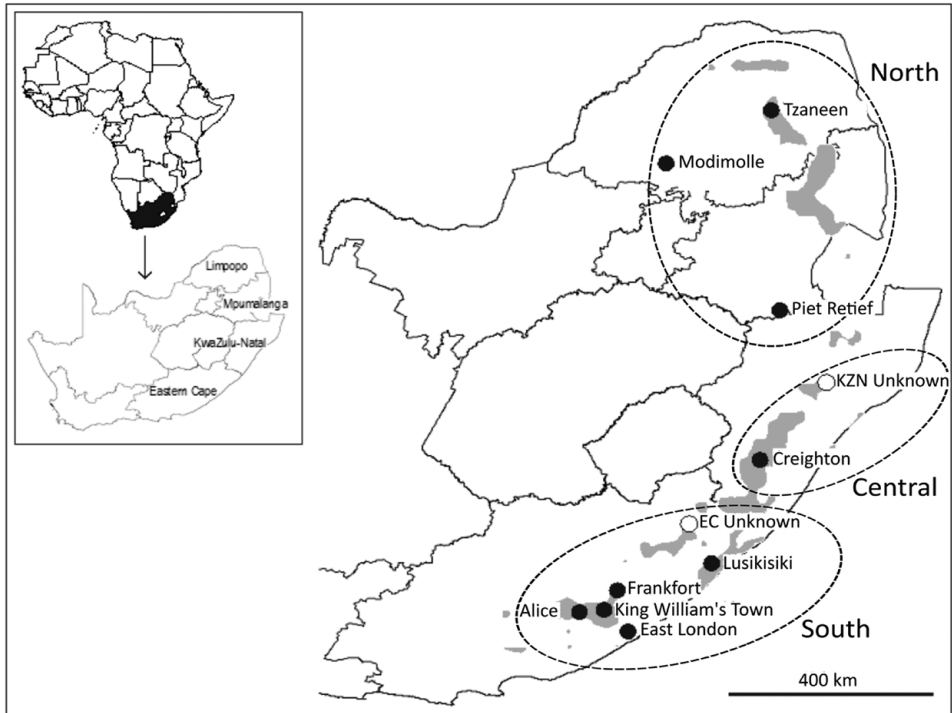 Limpopo
Mpumalanga
KwaZulu-Natal
Eastern Cape
North
Tzaneen
Modimolle
Piet Retief
KZN Unknown
Creighton
Central
EC Unknown
Lusikisiki
Frankfort
Alice
King William's Town
East London
South
400 km